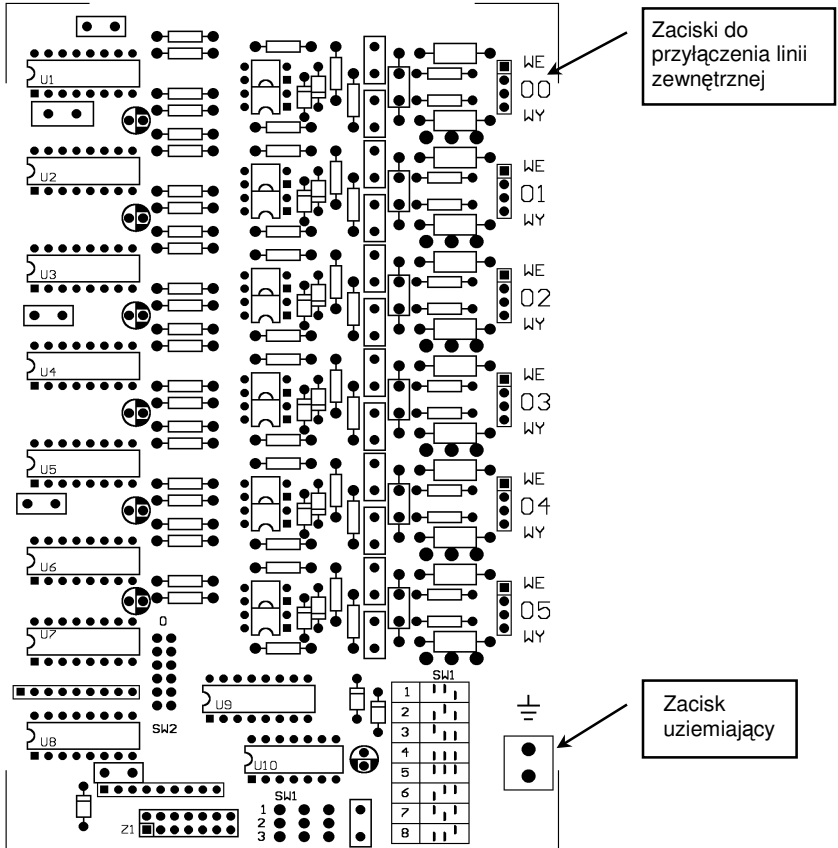 Zaciski do
przyłączenia linii
zewnętrznej
WE
00
WY
U1
U2
WE
01
WY
U3
WE
02
WY
U4
WE
03
WY
U5
WE
04
WY
U6
WE
05
WY
0
U7
SW2
U9
SW1
1
2
3
4
5
6
7
8
Zacisk
uziemiający
U8
U10
SW1
1
2
3
Z1